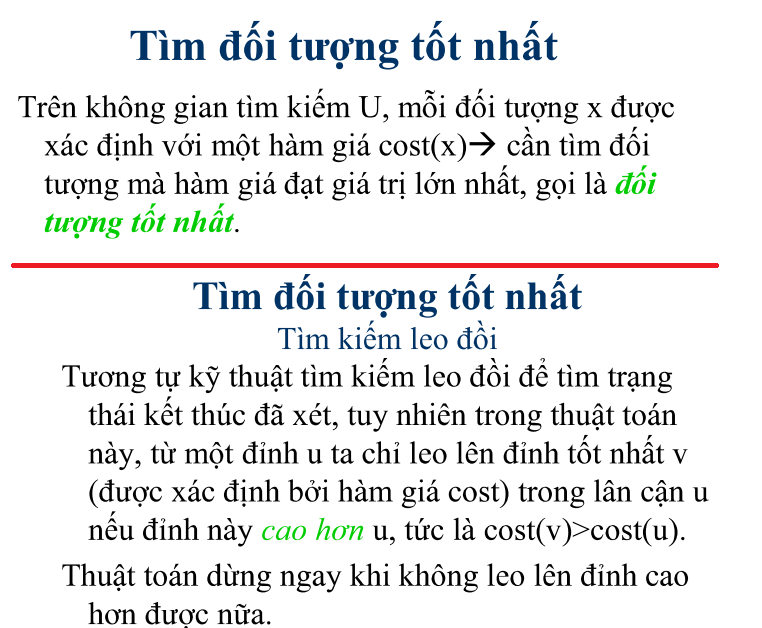 Tìm đối tượng tốt nhất
Trên không gian tìm kiếm U, mỗi đối tượng x được
xác định với một hàm giá cost(x)→ cần tìm đối
tượng mà hàm giá đạt giá trị lớn nhất, gọi là đối
tượng tốt nhất.
Tìm đối tượng tốt nhất
Tìm kiếm leo đồi
Tương tự kỹ thuật tìm kiếm leo đồi để tìm trạng
thái kết thúc đã xét, tuy nhiên trong thuật toán
này, từ một đỉnh u ta chỉ leo lên đỉnh tốt nhất v
(được xác định bởi hàm giá cost) trong lân cận u
nếu đỉnh này cao hơn u, tức là cost(v)>cost(u).
Thuật toán dừng ngay khi không leo lên đỉnh cao
hơn được nữa.